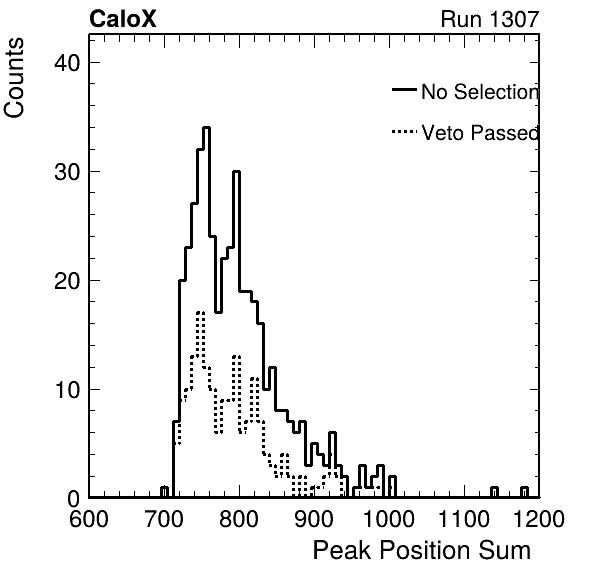 CaloX Run 1307
Counts
No Selection
Veto Passed
40
30
20
10
0
600 700 800 900 1000 1100 1200
Peak Position Sum